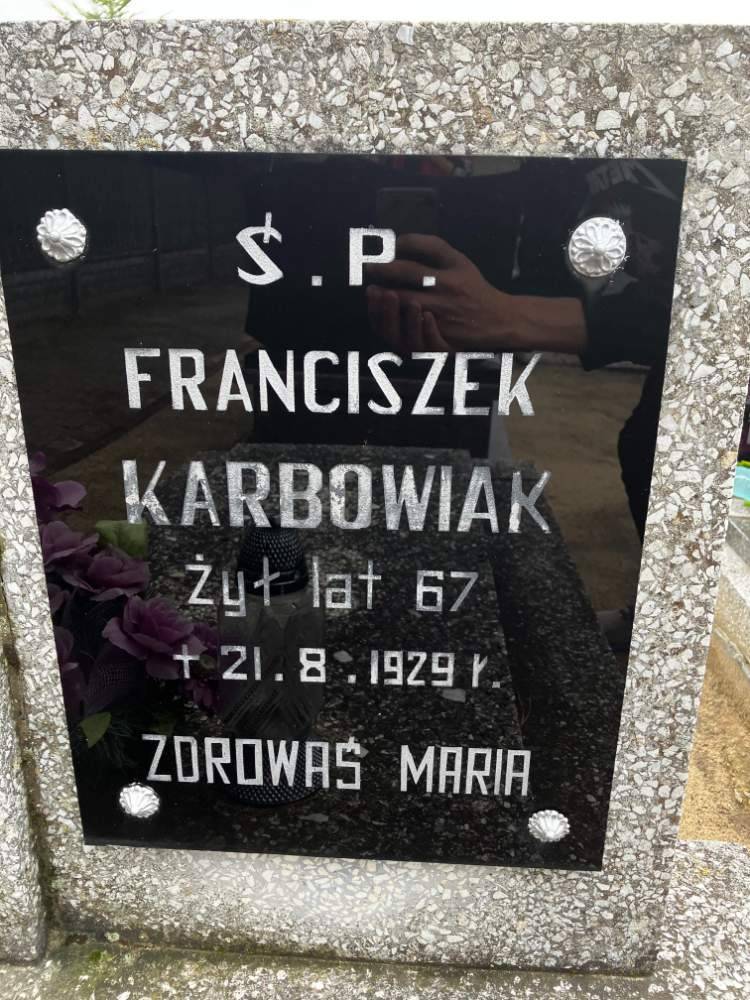 Ś.P.
FRANCISZEK
KARBOWIAK
Żył lat 67
+ 21.8.1929 r.
ZDROWAŚ MARIA